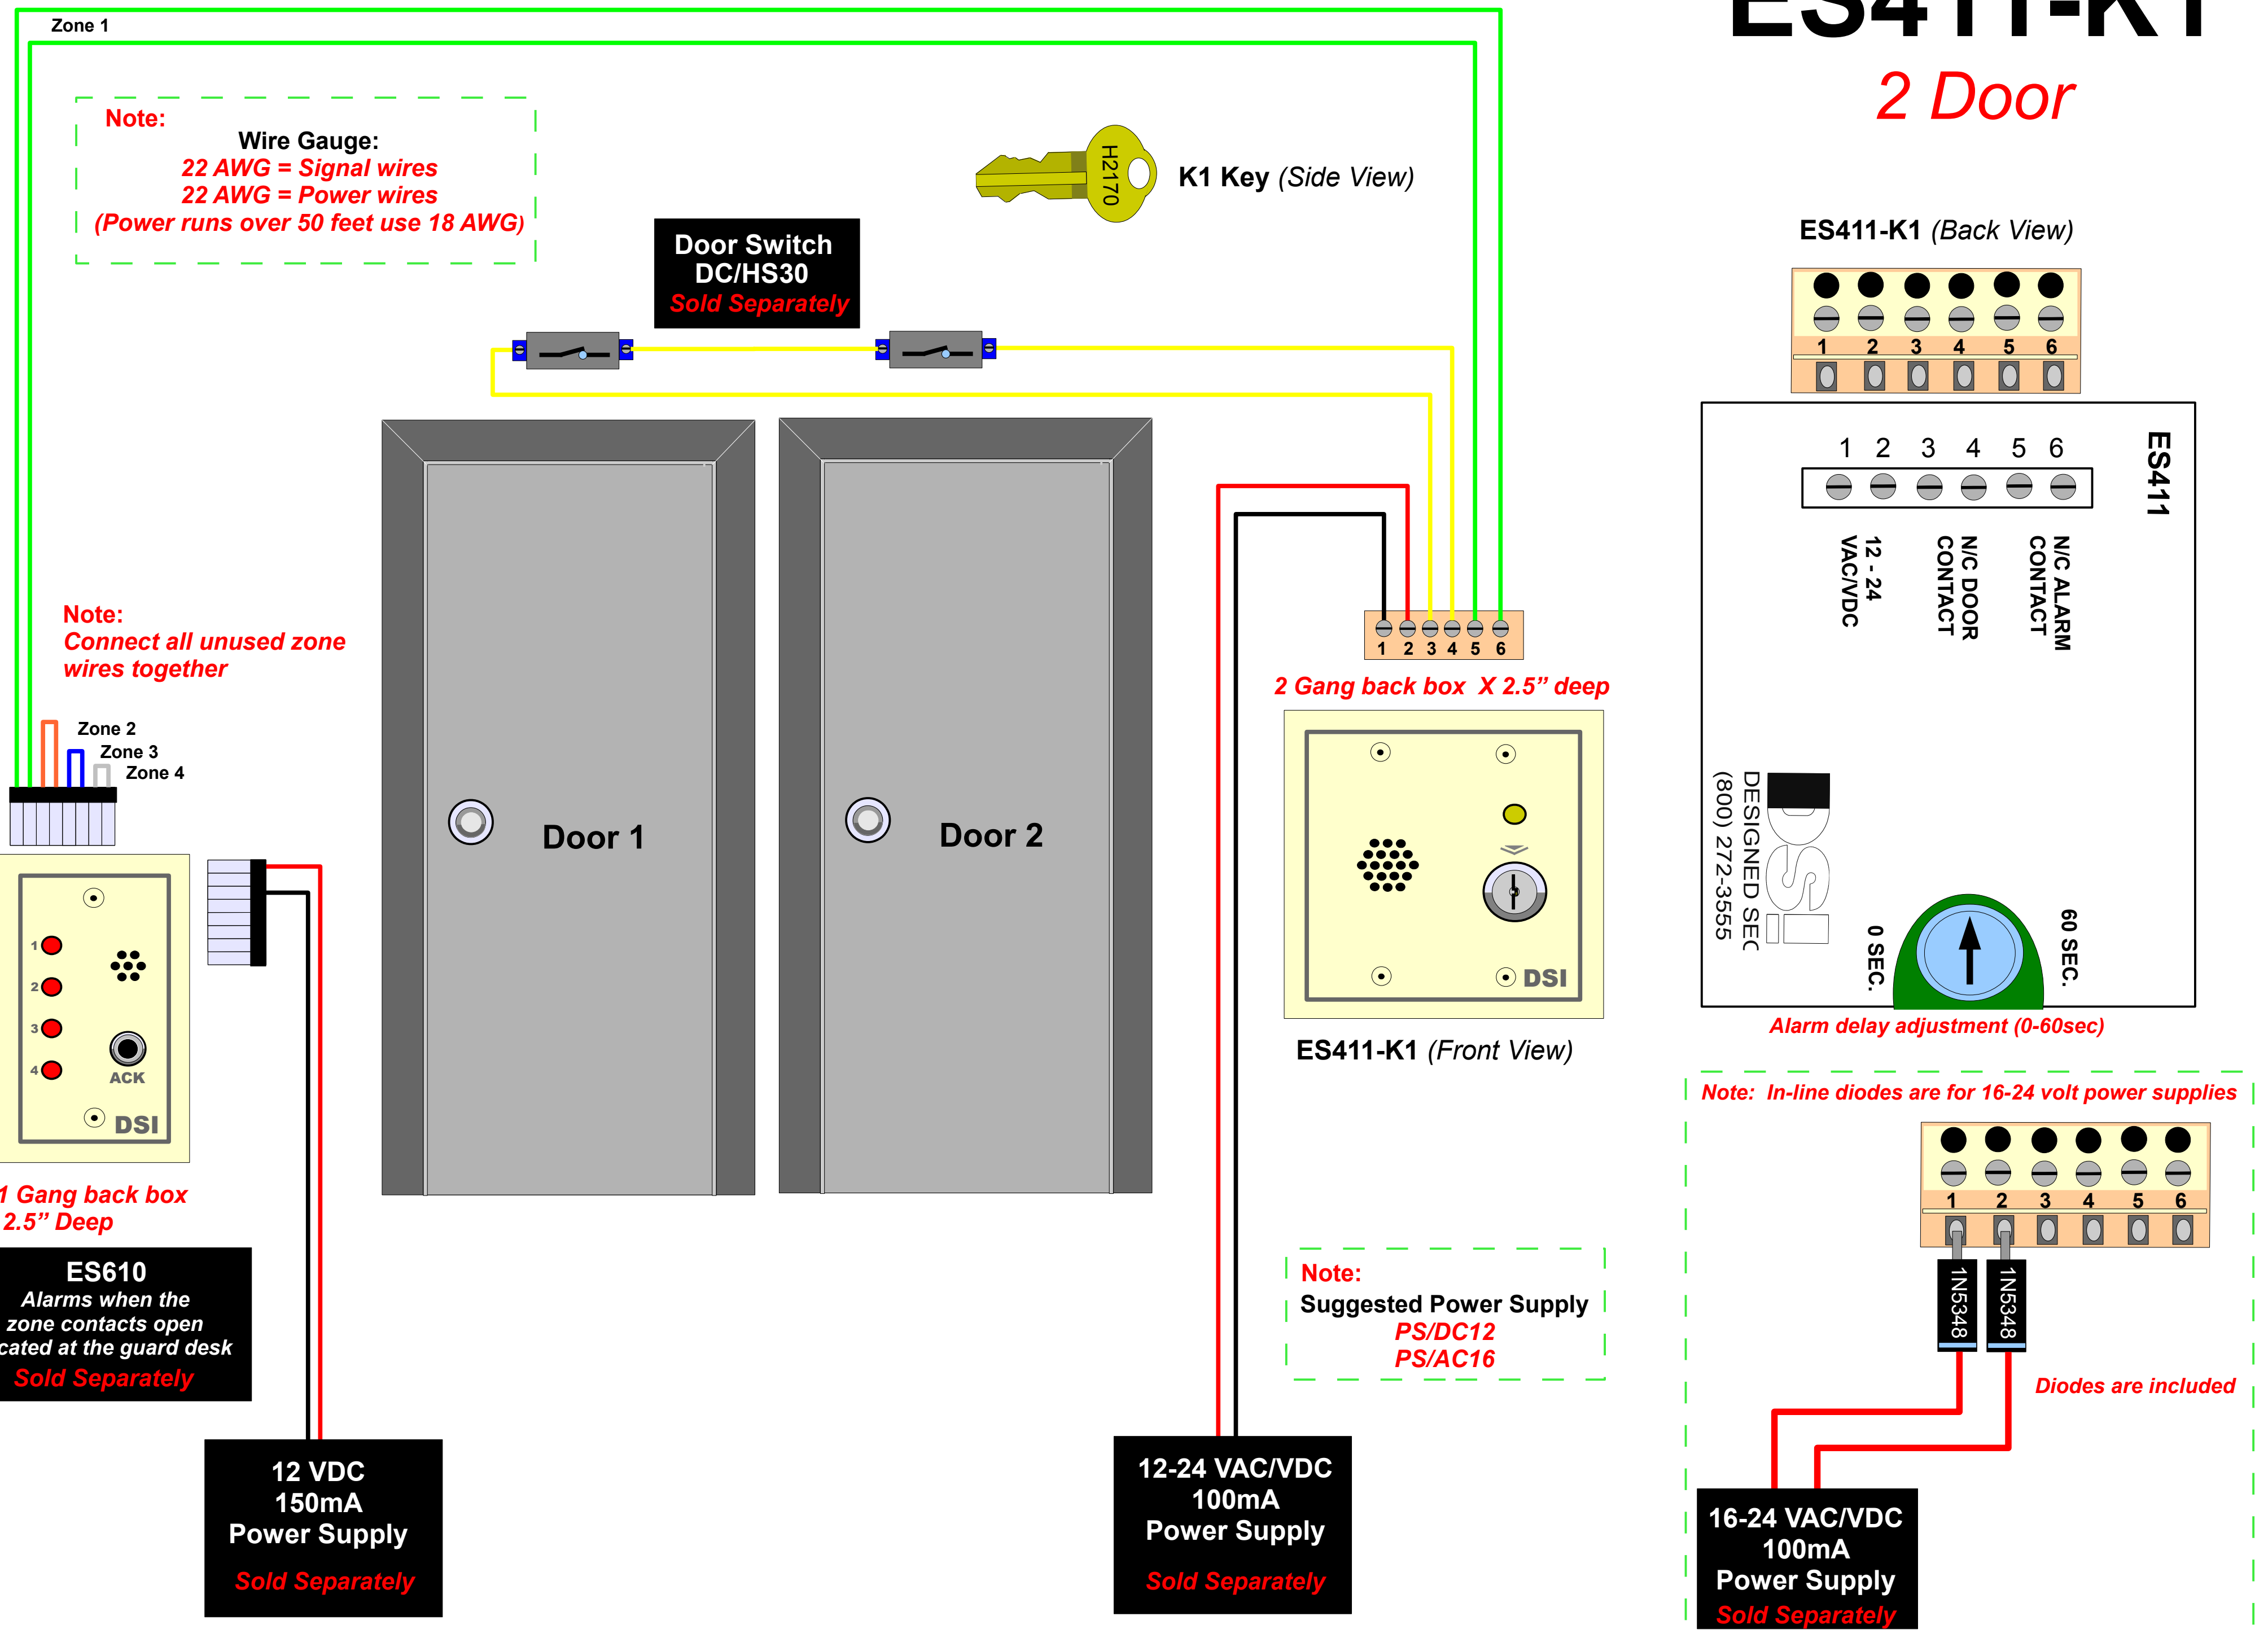 Zone 1
ES411-K1
2 Door
Note:
Wire Gauge:
22 AWG = Signal wires
22 AWG = Power wires
(Power runs over 50 feet use 18 AWG)
H2170
K1 Key (Side View)
Door Switch
DC/HS30
Sold Separately
ES411-K1 (Back View)
1 2 3 4 5 6
1 2 3 4 5 6
ES411
12 - 24
VAC/VDC
N/C DOOR
CONTACT
N/C ALARM
CONTACT
DESIGNED SEC
(800) 272-3555
0 SEC.
60 SEC.
Alarm delay adjustment (0-60sec)
Note:
Connect all unused zone
wires together
Zone 2
Zone 3
Zone 4
Door 1
Door 2
1 2 3 4 5 6
2 Gang back box X 2.5” deep
DSI
ES411-K1 (Front View)
1
2
3
4
ACK
DSI
1 Gang back box
2.5” Deep
ES610
Alarms when the
zone contacts open
cated at the guard desk
Sold Separately
12 VDC
150mA
Power Supply
Sold Separately
Note:
Suggested Power Supply
PS/DC12
PS/AC16
12-24 VAC/VDC
100mA
Power Supply
Sold Separately
Note: In-line diodes are for 16-24 volt power supplies
1 2 3 4 5 6
1N5348
1N5348
Diodes are included
16-24 VAC/VDC
100mA
Power Supply
Sold Separately